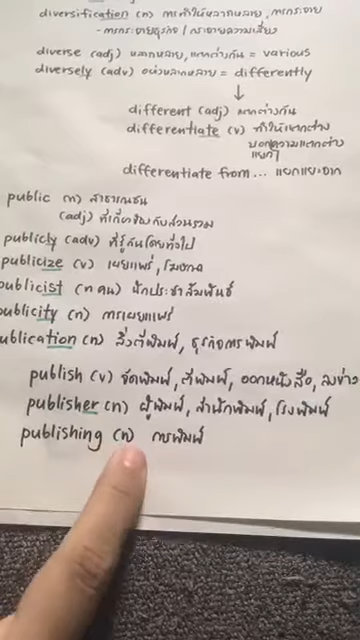 diversification (n) การทำให้หลากหลาย, การกระจาย
- การกระจายธุรกิจ / กระจายความเสี่ยง
diverse (adj) หลากหลาย, แตกต่างกัน = various
diversely (adv) อย่างหลากหลาย = differently
↓
different (adj) แตกต่างกัน
differentiate (v) ทำให้แตกต่าง
บอกความแตกต่าง
แยก
differentiate from... แยกแยะจาก
public (n) สาธารณชน
(adj) ที่เกี่ยวข้องกับส่วนรวม
publicly (adv) ที่รู้กันโดยทั่วไป
publicize (v) เผยแพร่, โฆษณา
ublicist (n คน) นักประชาสัมพันธ์
ublicity (n) การเผยแพร่
ublication (n) สิ่งตีพิมพ์, ธุรกิจการพิมพ์
publish (v) จัดพิมพ์, ตีพิมพ์, ออกหนังสือ, ลงข่าว
publisher (n) ผู้พิมพ์, สำนักพิมพ์, โรงพิมพ์
publishing (n) การพิมพ์